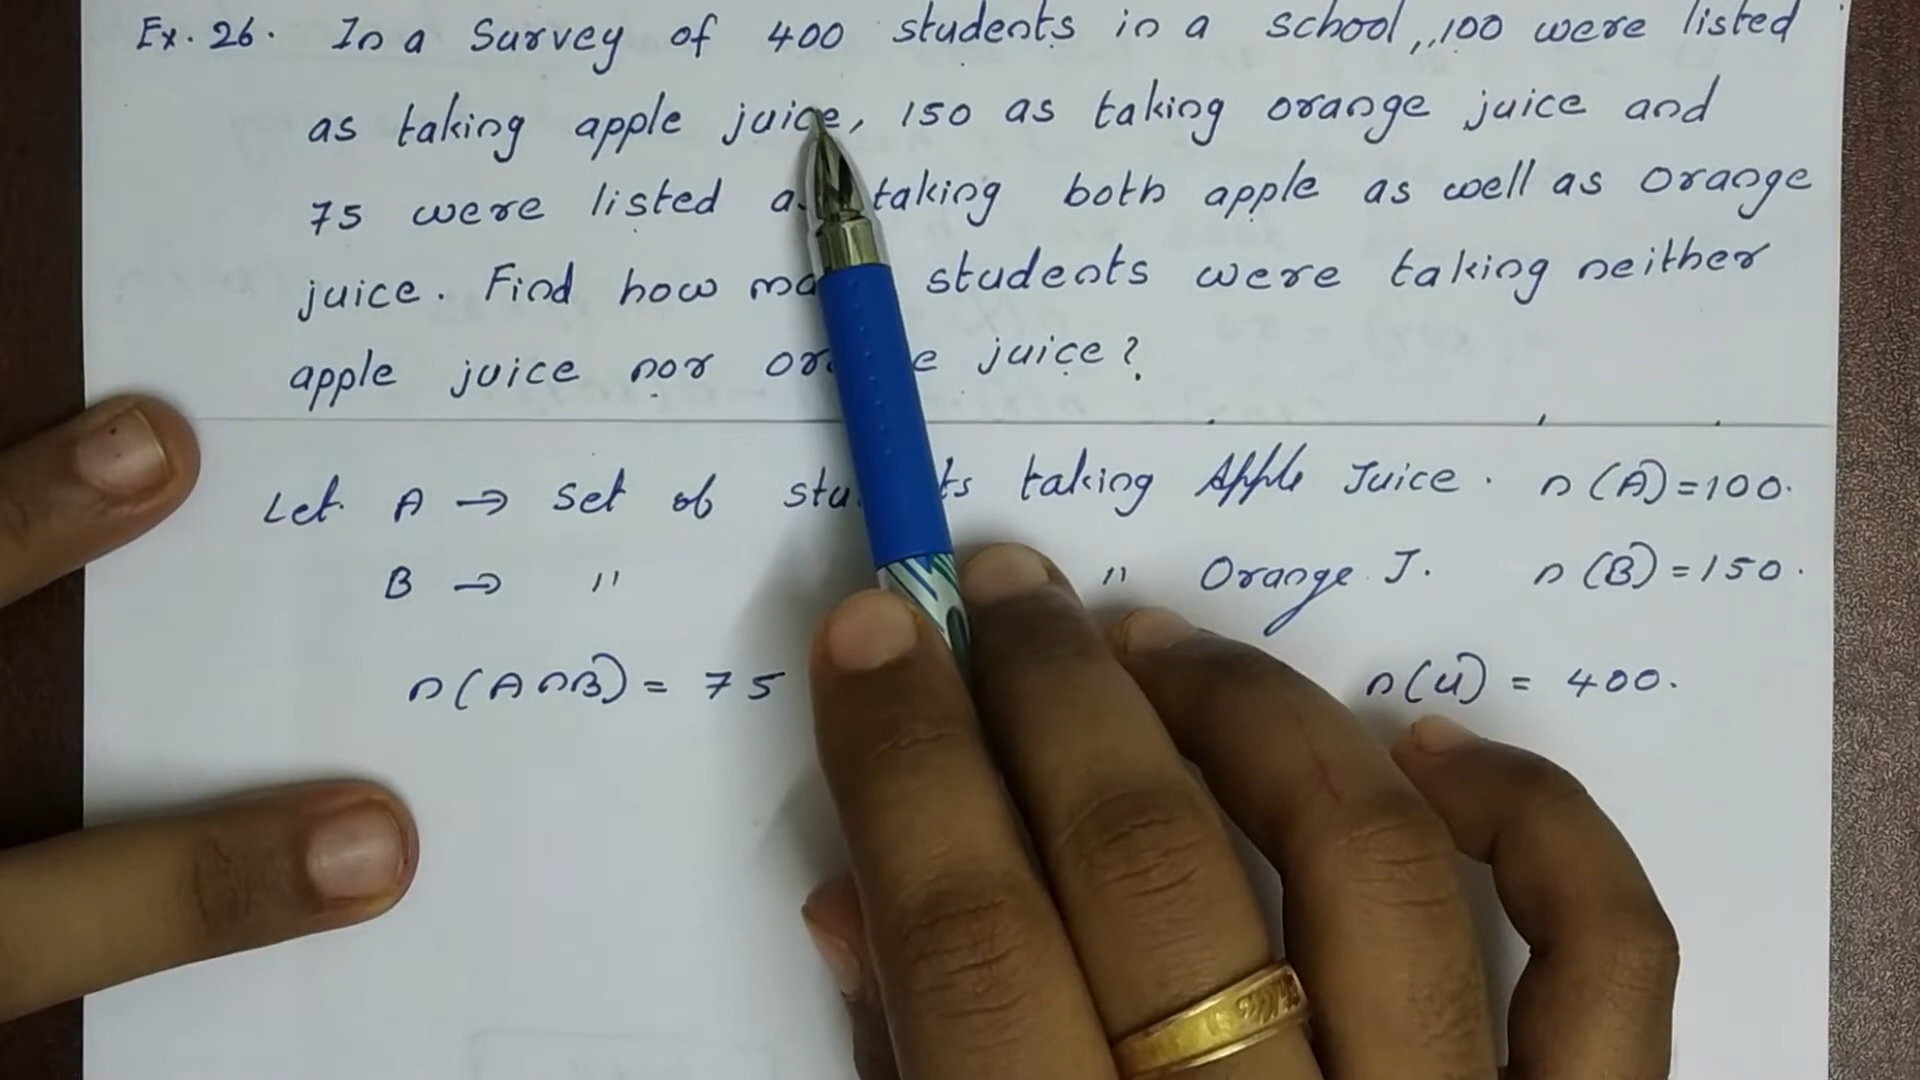 Ex. 26. In a Survey of 400 students in a school, 100 were listed
as taking apple juice, 150 as taking orange juice and
75 were listed taking both apple as well as orange
juice. Find how students were taking neither
apple juice nor juice?
Let A → Set of taking Apple Juice. n(A)=100.
B → " " Orange J. n(B)=150.
n(A∩B) = 75 n(U) = 400.